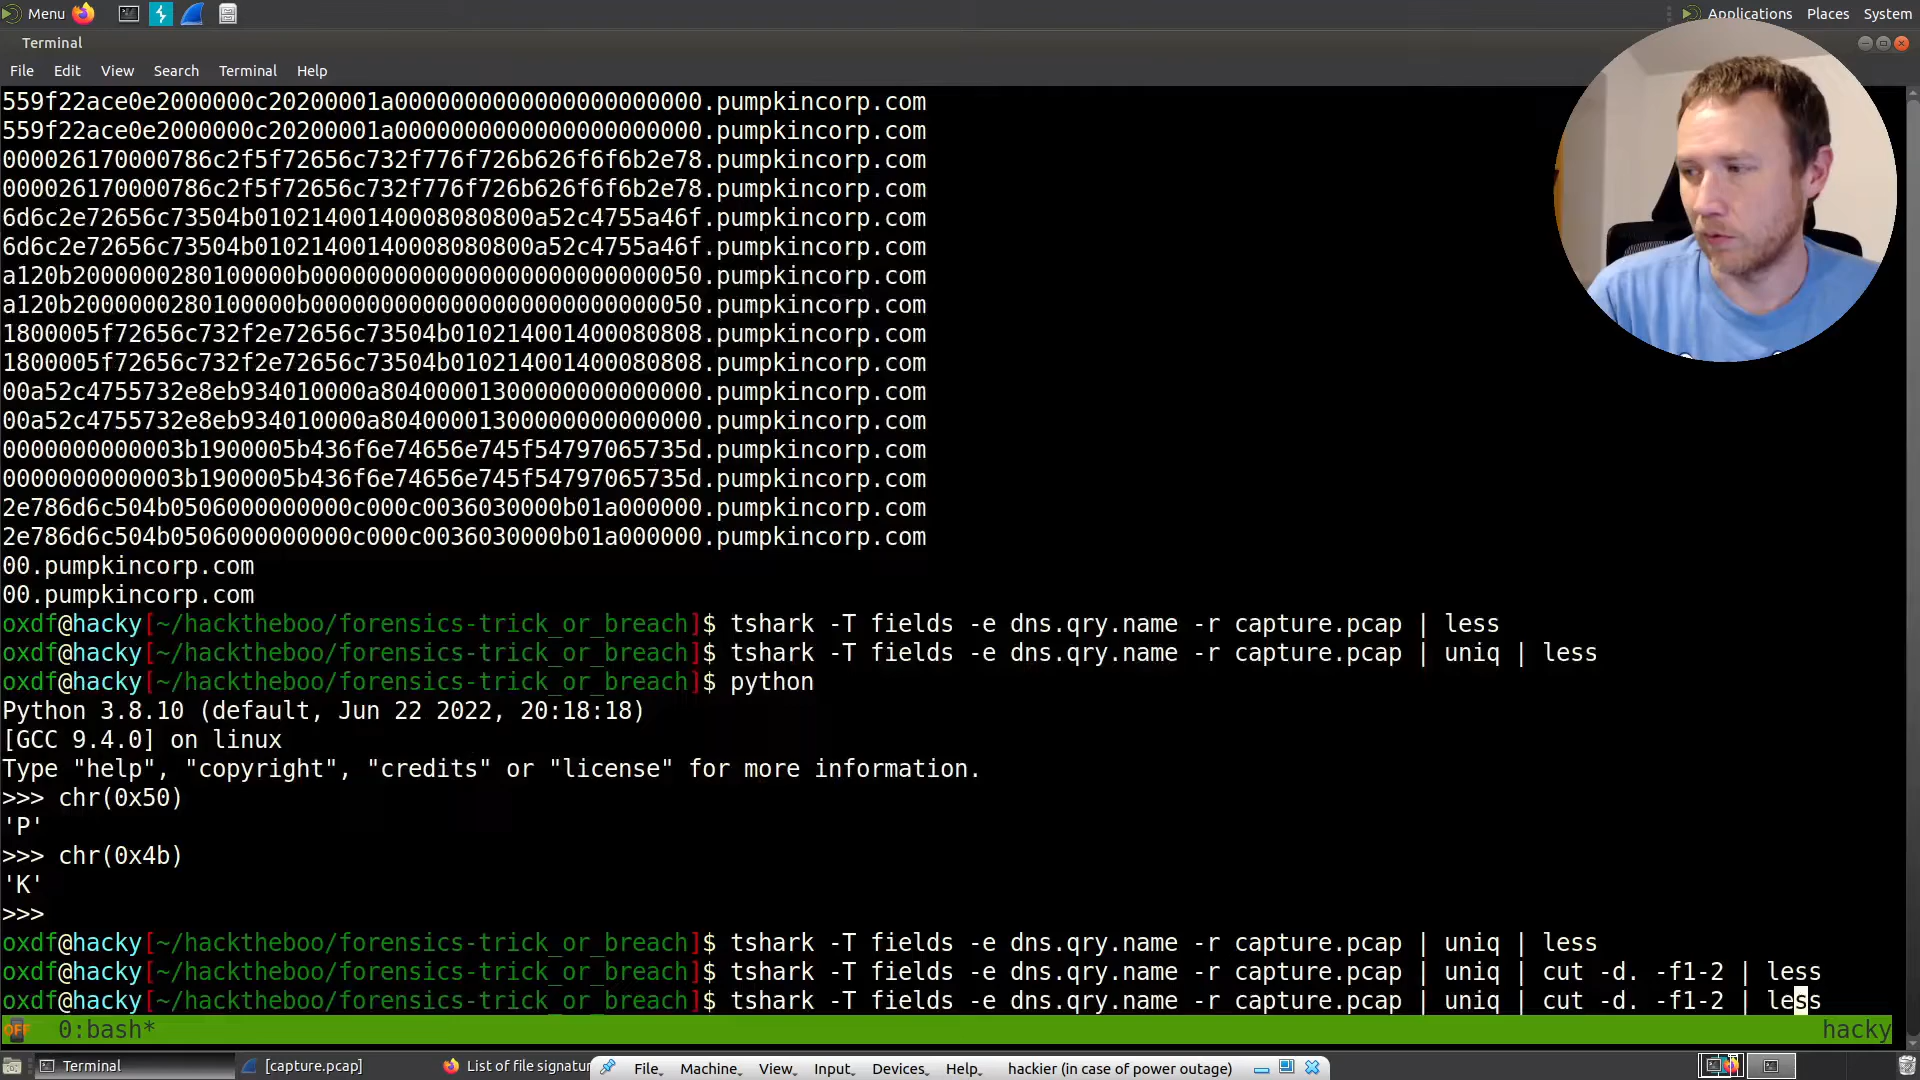 Menu
Applications Places System
Terminal
File Edit View Search Terminal Help
559f22ace0e2000000c20200001a0000000000000000000000.pumpkincorp.com
559f22ace0e2000000c20200001a0000000000000000000000.pumpkincorp.com
000026170000786c2f5f72656c732f776f726b626f6f6b2e78.pumpkincorp.com
000026170000786c2f5f72656c732f776f726b626f6f6b2e78.pumpkincorp.com
6d6c2e72656c73504b01021400140008080800a52c4755a46f.pumpkincorp.com
6d6c2e72656c73504b01021400140008080800a52c4755a46f.pumpkincorp.com
a120b2000000280100000b0000000000000000000000000050.pumpkincorp.com
a120b2000000280100000b0000000000000000000000000050.pumpkincorp.com
1800005f72656c732f2e72656c73504b010214001400080808.pumpkincorp.com
1800005f72656c732f2e72656c73504b010214001400080808.pumpkincorp.com
00a52c4755732e8eb934010000a80400001300000000000000.pumpkincorp.com
00a52c4755732e8eb934010000a80400001300000000000000.pumpkincorp.com
0000000000003b1900005b436f6e74656e745f54797065735d.pumpkincorp.com
0000000000003b1900005b436f6e74656e745f54797065735d.pumpkincorp.com
2e786d6c504b0506000000000c000c0036030000b01a000000.pumpkincorp.com
2e786d6c504b0506000000000c000c0036030000b01a000000.pumpkincorp.com
00.pumpkincorp.com
00.pumpkincorp.com
oxdf@hacky[~/hacktheboo/forensics-trick_or_breach]$ tshark -T fields -e dns.qry.name -r capture.pcap | less
oxdf@hacky[~/hacktheboo/forensics-trick_or_breach]$ tshark -T fields -e dns.qry.name -r capture.pcap | uniq | less
oxdf@hacky[~/hacktheboo/forensics-trick_or_breach]$ python
Python 3.8.10 (default, Jun 22 2022, 20:18:18)
[GCC 9.4.0] on linux
Type "help", "copyright", "credits" or "license" for more information.
>>> chr(0x50)
'P'
>>> chr(0x4b)
'K'
>>>
oxdf@hacky[~/hacktheboo/forensics-trick_or_breach]$ tshark -T fields -e dns.qry.name -r capture.pcap | uniq | less
oxdf@hacky[~/hacktheboo/forensics-trick_or_breach]$ tshark -T fields -e dns.qry.name -r capture.pcap | uniq | cut -d. -f1-2 | less
oxdf@hacky[~/hacktheboo/forensics-trick_or_breach]$ tshark -T fields -e dns.qry.name -r capture.pcap | uniq | cut -d. -f1-2 | less
OFF 0:bash* hacky
Terminal [capture.pcap] List of file signatu File Machine View Input Devices Help hackier (in case of power outage)